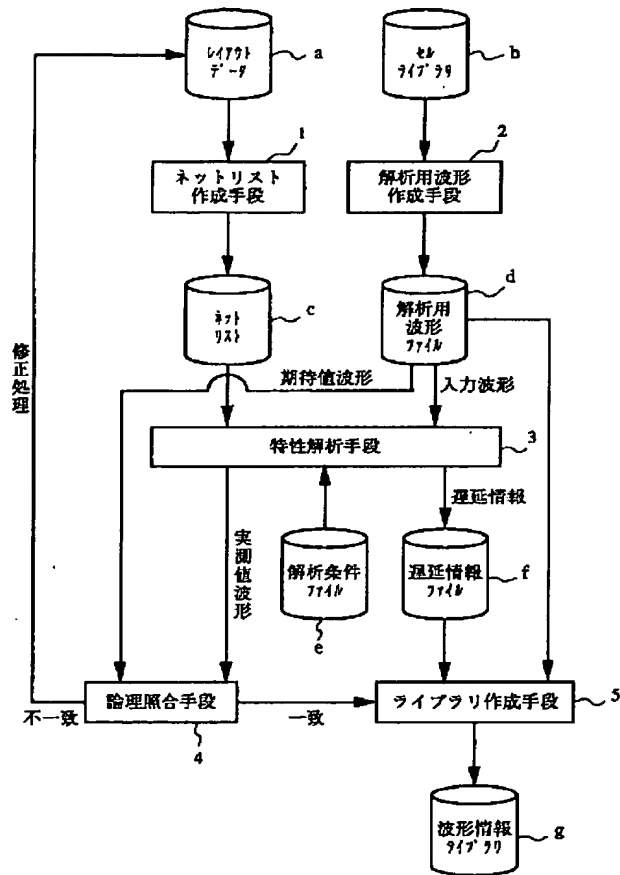 ﾚｲｱｳﾄ
ﾃﾞｰﾀ
a
ｾﾙ
ﾗｲﾌﾞﾗﾘ
b
1
ネットリスト
作成手段
2
解析用波形
作成手段
ﾈｯﾄ
ﾘｽﾄ
c
解析用
波形
ﾌｧｲﾙ
d
修正処理
期待値波形
入力波形
特性解析手段
3
遅延情報
実測値波形
解析条件
ﾌｧｲﾙ
e
遅延情報
ﾌｧｲﾙ
f
論理照合手段
4
不一致
一致
ライブラリ作成手段
5
波形情報
ﾗｲﾌﾞﾗﾘ
g